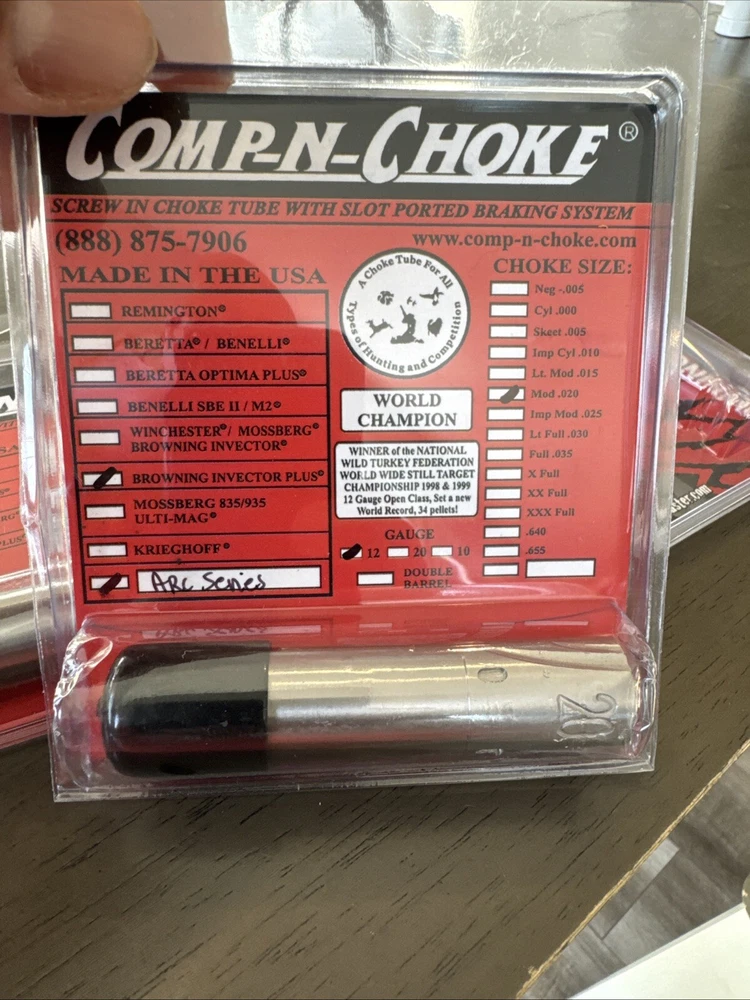 COMP-N-CHOKE®
SCREW IN CHOKE TUBE WITH SLOT PORTED BRAKING SYSTEM
(888) 875-7906
www.comp-n-choke.com
MADE IN THE USA
REMINGTON®
BERETTA® / BENELLI®
BERETTA OPTIMA PLUS®
BENELLI SBE II / M2®
WINCHESTER®/ MOSSBERG®
BROWNING INVECTOR®
BROWNING INVECTOR PLUS®
MOSSBERG 835/935
ULTI-MAG®
KRIEGHOFF®
ARC Series
A Choke Tube For All
Types of Hunting and Competition
WORLD
CHAMPION
WINNER of the NATIONAL
WILD TURKEY FEDERATION
WORLD WIDE STILL TARGET
CHAMPIONSHIP 1998 & 1999
12 Gauge Open Class, Set a new
World Record, 34 pellets!
GAUGE
12 20 10
DOUBLE
BARREL
CHOKE SIZE:
Neg -.005
Cyl .000
Skeet .005
Imp Cyl .010
Lt. Mod .015
Mod .020
Imp Mod .025
Lt Full .030
Full .035
X Full
XX Full
XXX Full
.640
.655
20